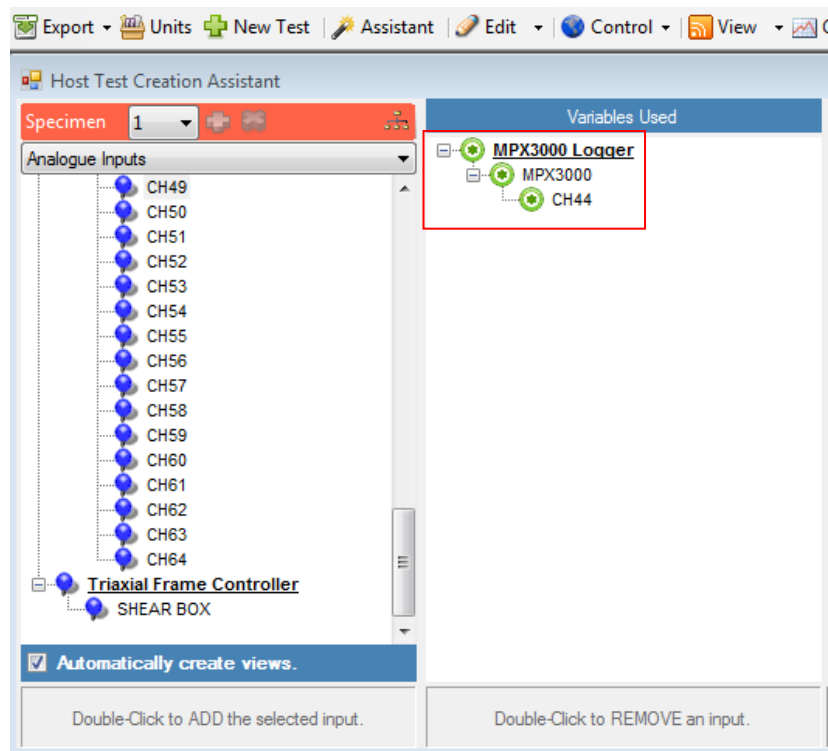 Export Units New Test Assistant Edit Control View
Host Test Creation Assistant
Specimen 1
Analogue Inputs
CH49
CH50
CH51
CH52
CH53
CH54
CH55
CH56
CH57
CH58
CH59
CH60
CH61
CH62
CH63
CH64
Triaxial Frame Controller
SHEAR BOX
Automatically create views.
Double-Click to ADD the selected input.
Variables Used
MPX3000 Logger
MPX3000
CH44
Double-Click to REMOVE an input.